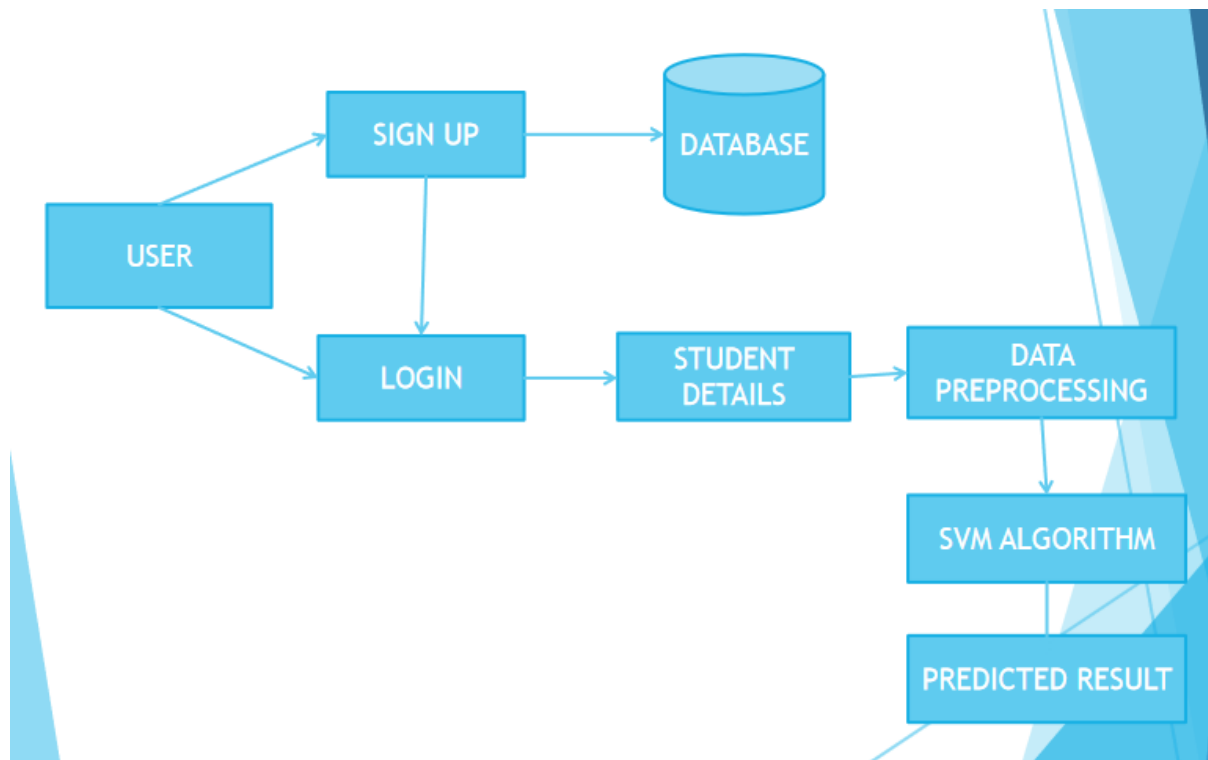 SIGN UP
DATABASE
USER
LOGIN
STUDENT
DETAILS
DATA
PREPROCESSING
SVM ALGORITHM
PREDICTED RESULT